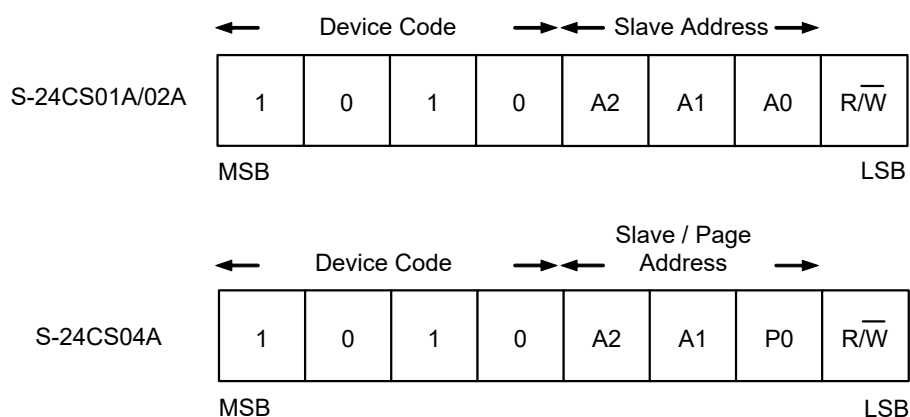 Device Code Slave Address
S-24CS01A/02A 1 0 1 0 A2 A1 A0 R/W̅
MSB LSB
Slave / Page
Device Code Address
S-24CS04A 1 0 1 0 A2 A1 P0 R/W̅
MSB LSB